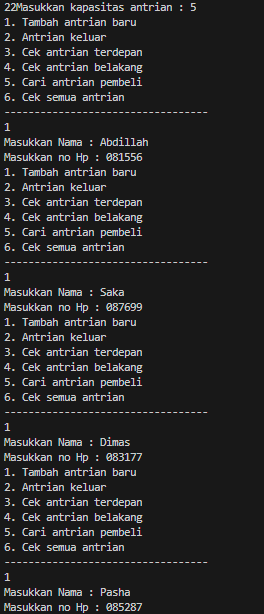 22Masukkan kapasitas antrian : 5
1. Tambah antrian baru
2. Antrian keluar
3. Cek antrian terdepan
4. Cek antrian belakang
5. Cari antrian pembeli
6. Cek semua antrian
----------------------------------
1
Masukkan Nama : Abdillah
Masukkan no Hp : 081556
1. Tambah antrian baru
2. Antrian keluar
3. Cek antrian terdepan
4. Cek antrian belakang
5. Cari antrian pembeli
6. Cek semua antrian
----------------------------------
1
Masukkan Nama : Saka
Masukkan no Hp : 087699
1. Tambah antrian baru
2. Antrian keluar
3. Cek antrian terdepan
4. Cek antrian belakang
5. Cari antrian pembeli
6. Cek semua antrian
----------------------------------
1
Masukkan Nama : Dimas
Masukkan no Hp : 083177
1. Tambah antrian baru
2. Antrian keluar
3. Cek antrian terdepan
4. Cek antrian belakang
5. Cari antrian pembeli
6. Cek semua antrian
----------------------------------
1
Masukkan Nama : Pasha
Masukkan no Hp : 085287